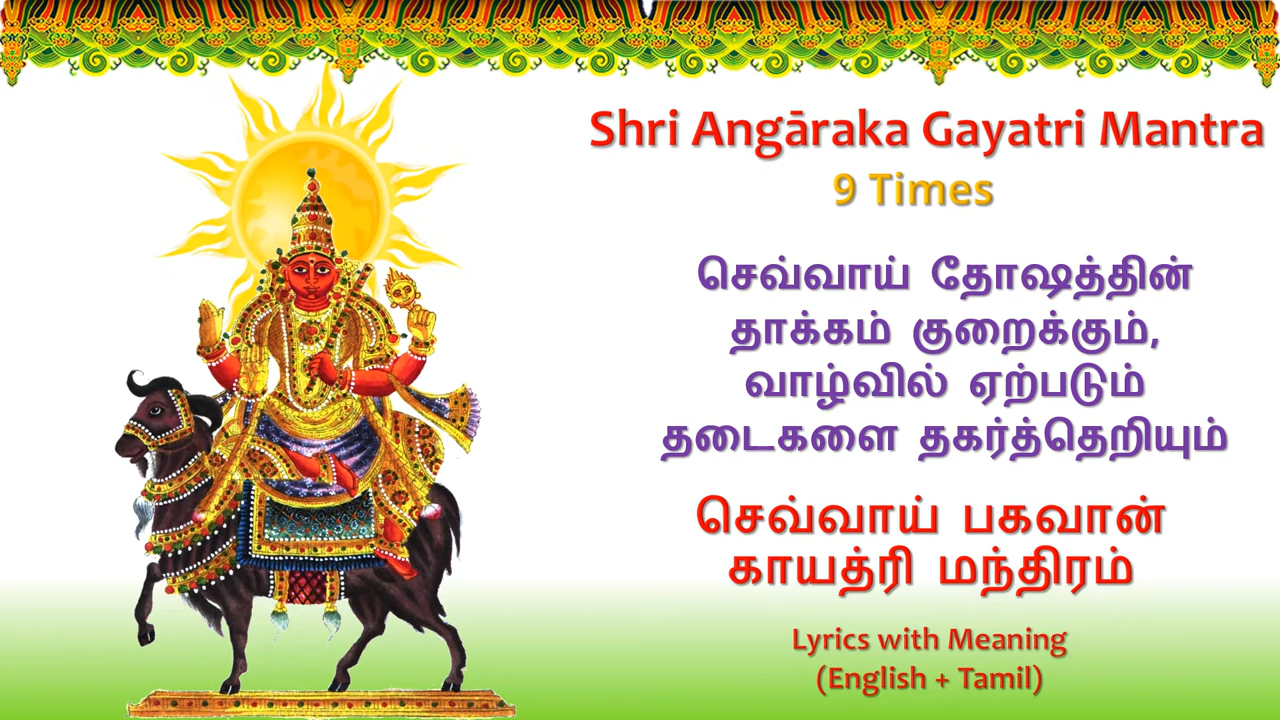 Shri Angāraka Gayatri Mantra
9 Times
செவ்வாய் தோஷத்தின்
தாக்கம் குறைக்கும்,
வாழ்வில் ஏற்படும்
தடைகளை தகர்த்தெறியும்
செவ்வாய் பகவான்
காயத்ரி மந்திரம்
Lyrics with Meaning
(English + Tamil)